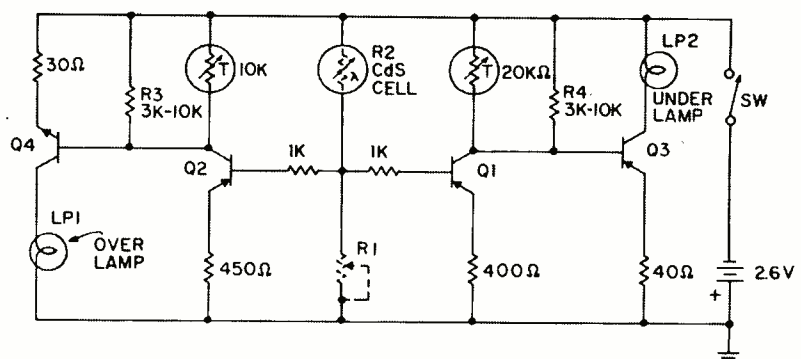 30Ω
R3
3K-10K
T
10K
R2
CdS
CELL
λ
T
20KΩ
R4
3K-10K
LP2
UNDER
LAMP
SW
Q4
Q2
1K
1K
Q1
Q3
LP1
OVER
LAMP
450Ω
R1
400Ω
40Ω
2.6V
+